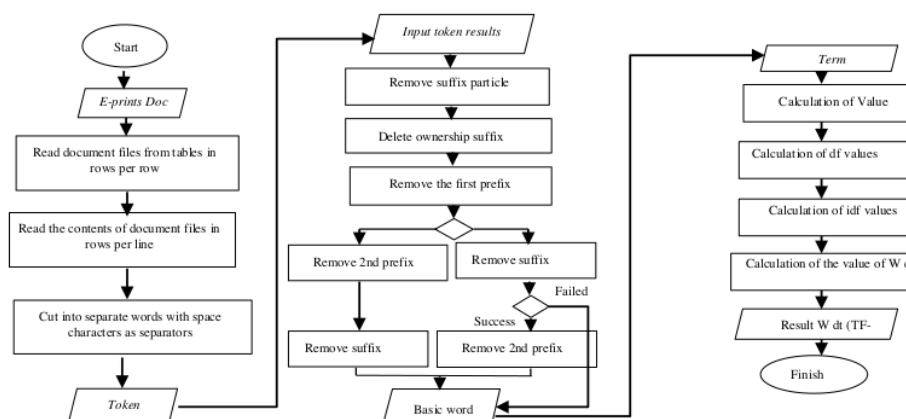 Start
E-prints Doc
Read document files from tables in
rows per row
Read the contents of document files in
rows per line
Cut into separate words with space
characters as separators
Token
Input token results
Remove suffix particle
Delete ownership suffix
Remove the first prefix
Remove 2nd prefix
Remove suffix
Failed
Success
Remove suffix
Remove 2nd prefix
Basic word
Term
Calculation of Value
Calculation of df values
Calculation of idf values
Calculation of the value of W d
Result W dt (TF-
Finish